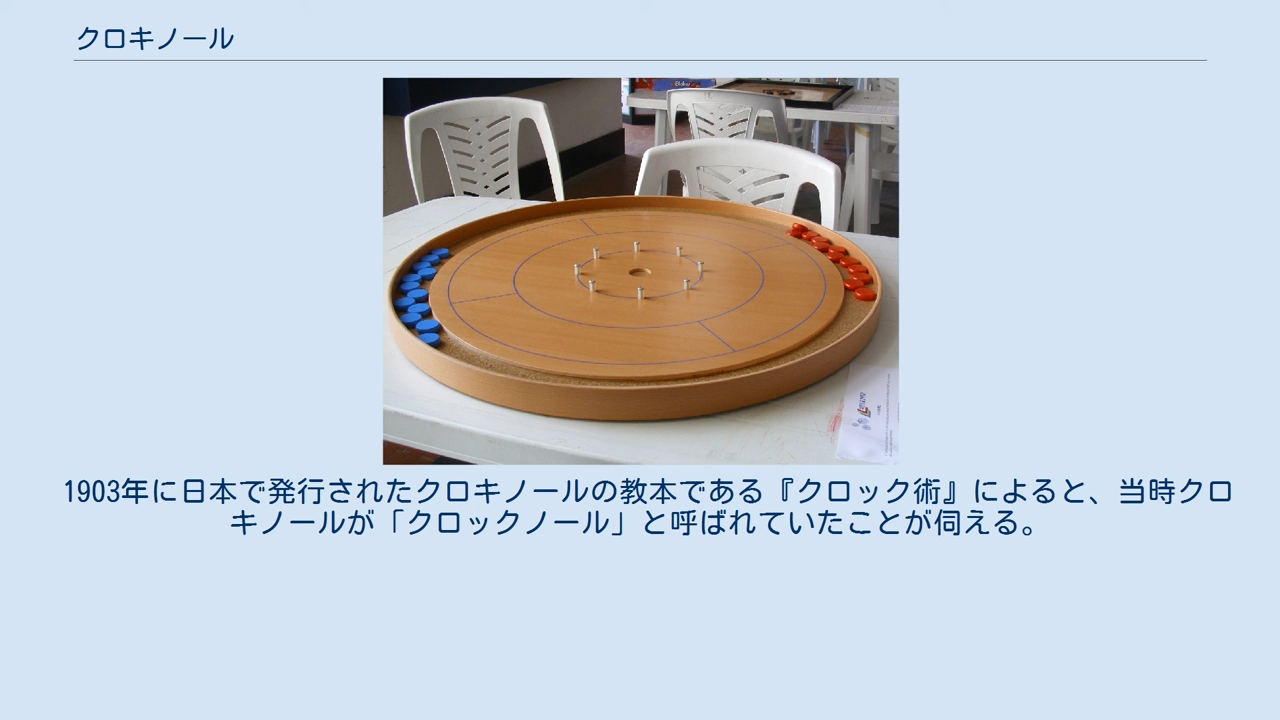 クロキノール
1903年に日本で発行されたクロキノールの教本である『クロック術』によると、当時クロ
キノールが「クロックノール」と呼ばれていたことが伺える。